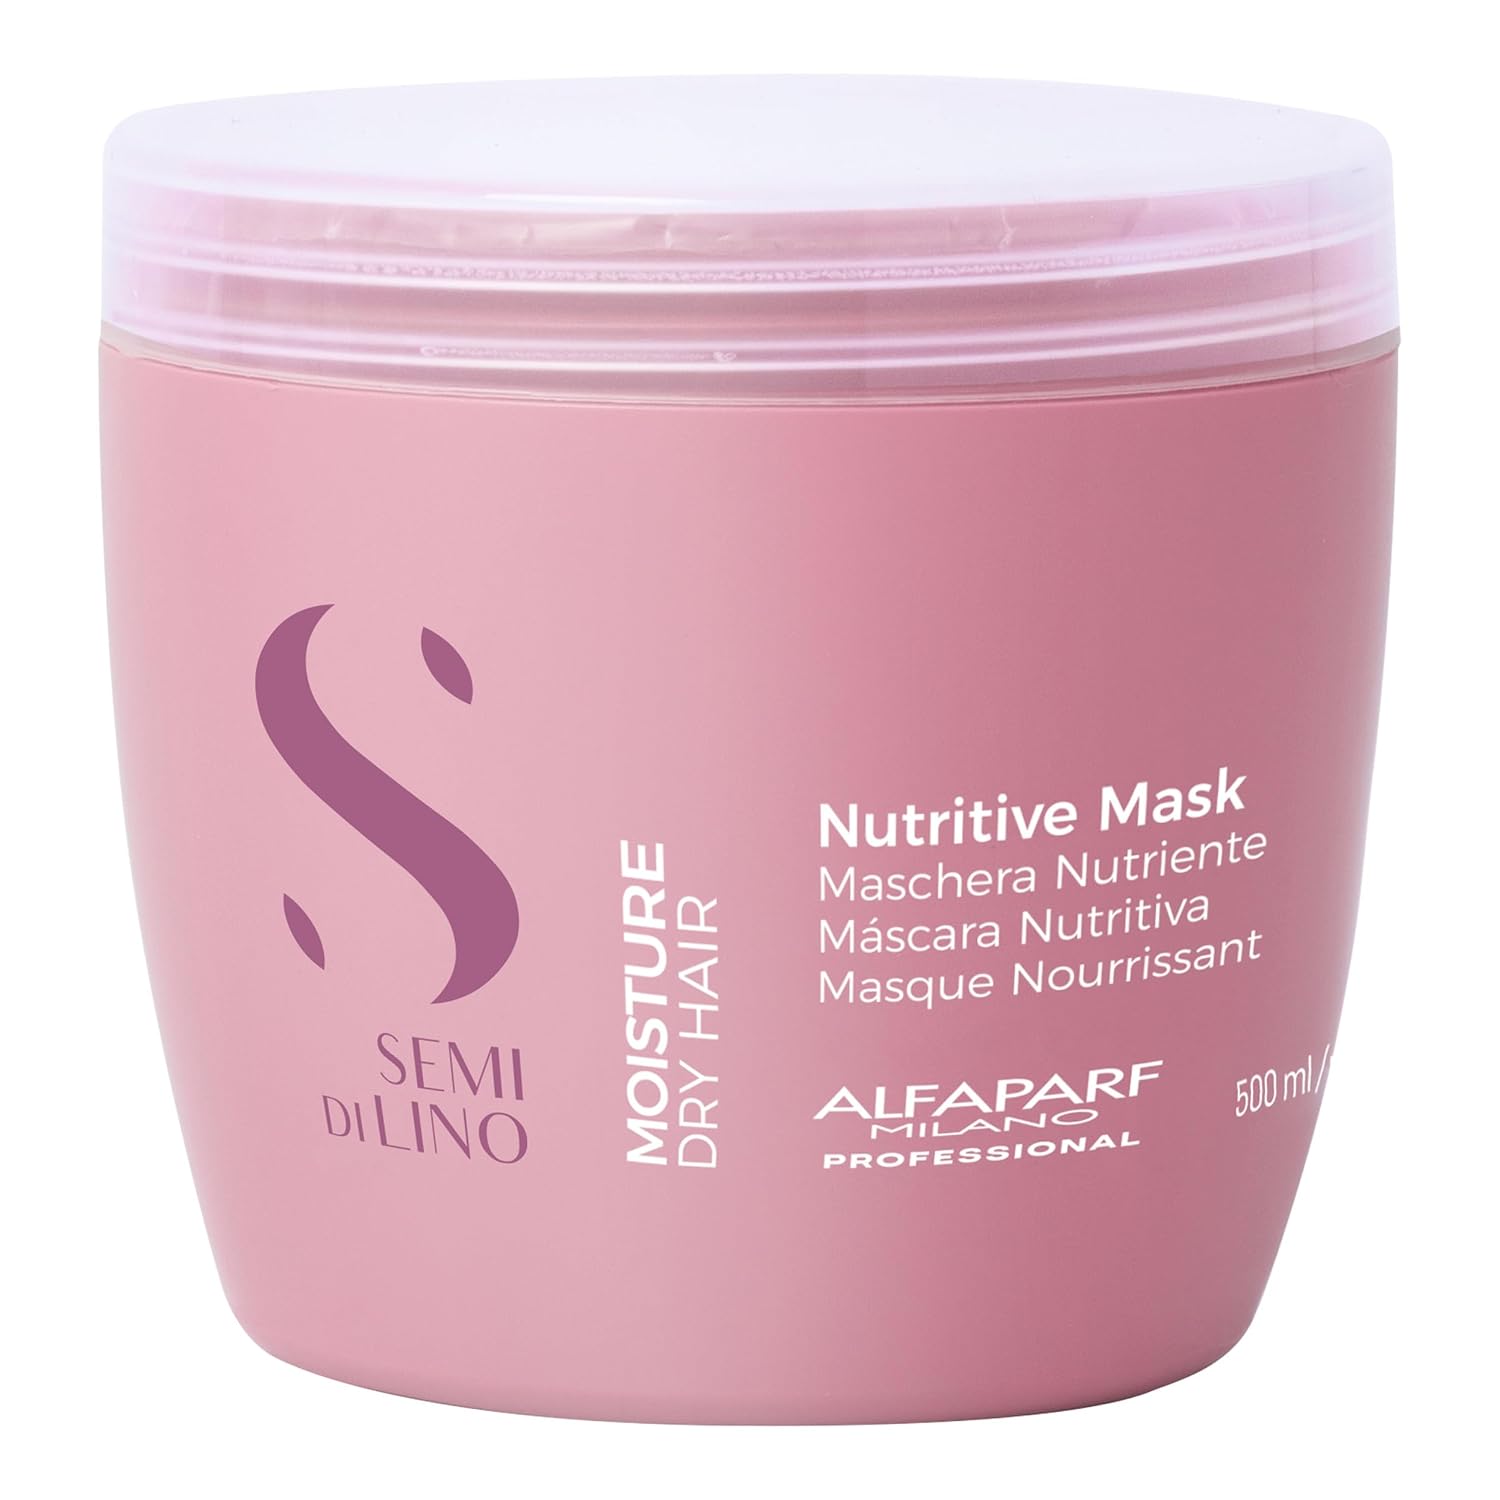 SEMI
DI LINO
MOISTURE
DRY HAIR
Nutritive Mask
Maschera Nutriente
Máscara Nutritiva
Masque Nourrissant
ALFAPARF
MILANO
PROFESSIONAL
500 ml /